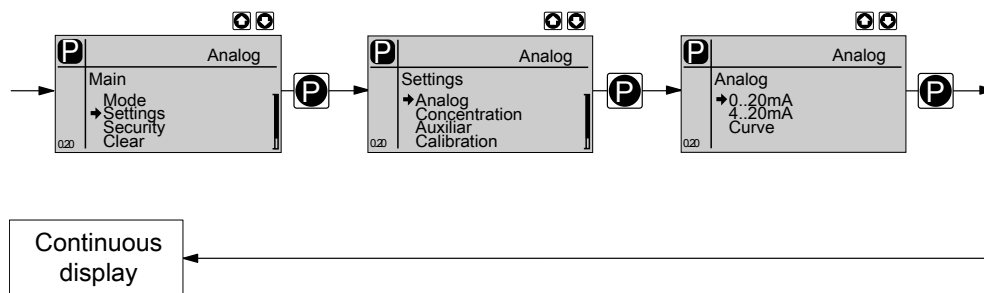 P
Analog
Main
Mode
Settings
Security
Clear
0.20
P
P
Analog
Settings
Analog
Concentration
Auxiliar
Calibration
0.20
P
P
Analog
Analog
0..20mA
4..20mA
Curve
0.20
P
Continuous
display